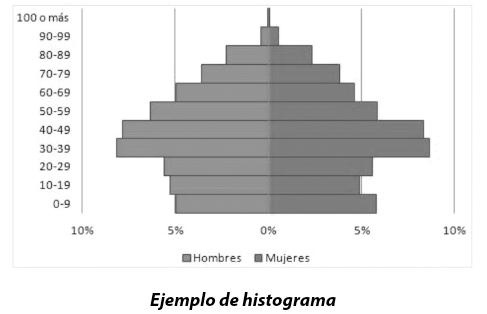 100 o más
90-99
80-89
70-79
60-69
50-59
40-49
30-39
20-29
10-19
0-9
10% 5% 0% 5% 10%
Hombres Mujeres
Ejemplo de histograma